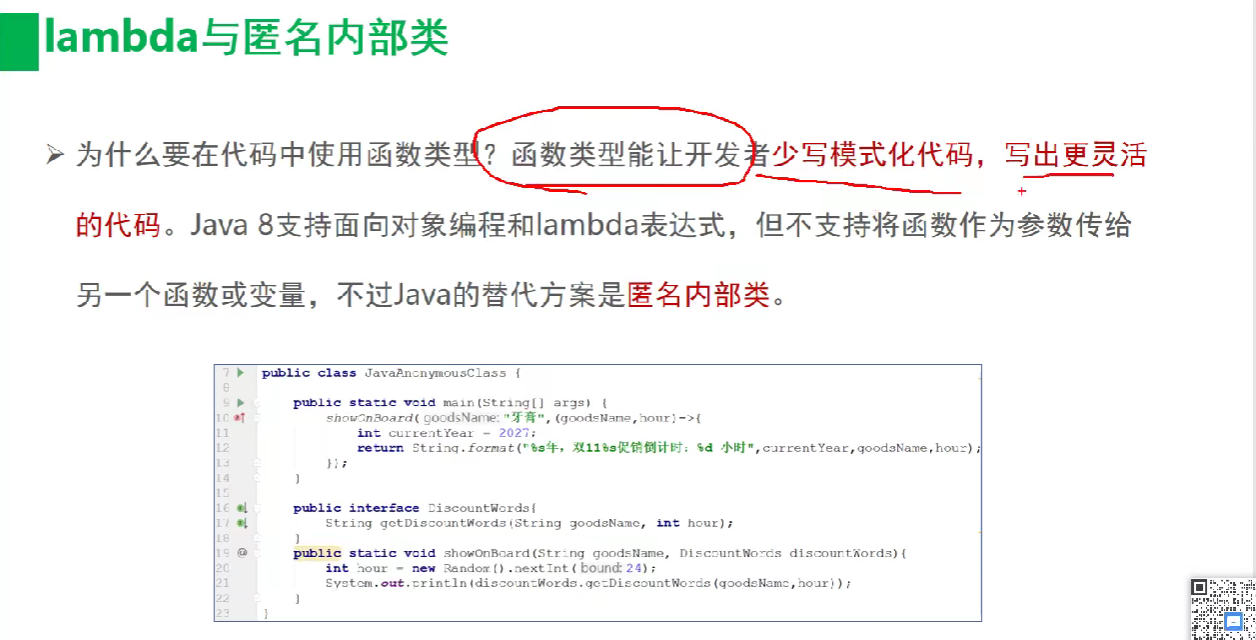 lambda与匿名内部类
为什么要在代码中使用函数类型？函数类型能让开发者少写模式化代码，写出更灵活
的代码。Java 8支持面向对象编程和lambda表达式，但不支持将函数作为参数传给
另一个函数或变量，不过Java的替代方案是匿名内部类。
7 public class JavaAnonymousClass {
8
9 public static void main(String[] args) {
10 showOnBoard( goodsName: "牙膏",(goodsName,hour)->{
11 int currentYear = 2027;
12 return String.format("%s年，双11%s促销倒计时：%d 小时",currentYear,goodsName,hour);
13 });
14 }
15
16 public interface DiscountWords{
17 String getDiscountWords(String goodsName, int hour);
18 }
19 @ public static void showOnBoard(String goodsName, DiscountWords discountWords){
20 int hour = new Random().nextInt( bound: 24);
21 System.out.println(discountWords.getDiscountWords(goodsName,hour));
22 }
23 }